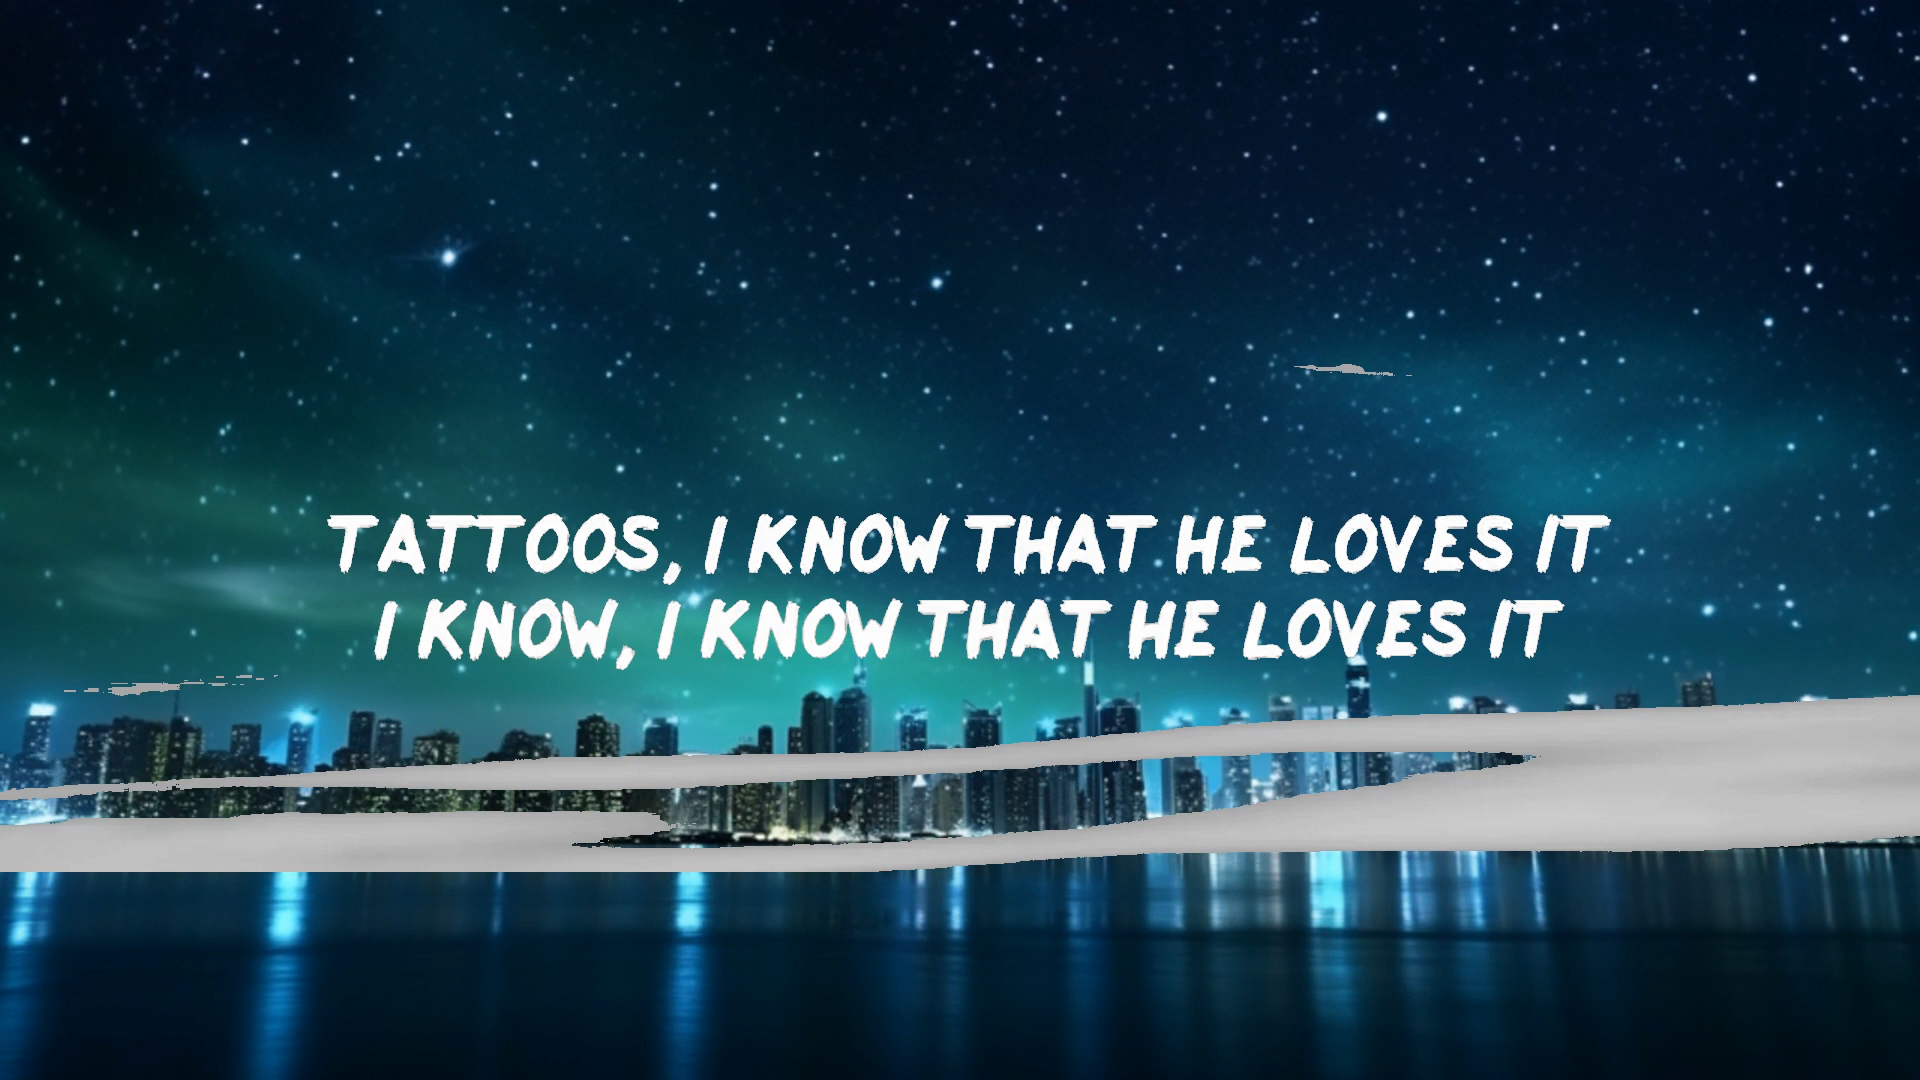 TATTOOS, I KNOW THAT HE LOVES IT
I KNOW, I KNOW THAT HE LOVES IT